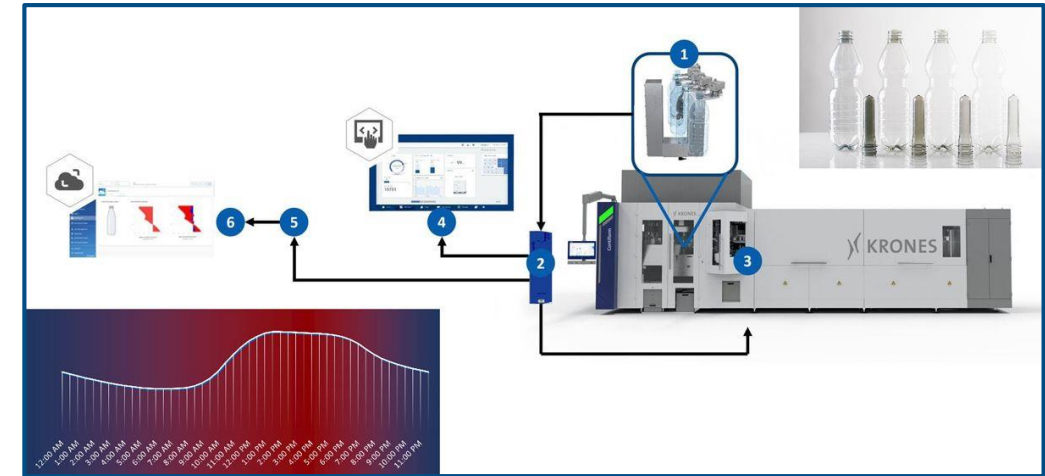 1
KRONES
Contiform
KRONES
2
3
4
5
6
12:00 AM
1:00 AM
2:00 AM
3:00 AM
4:00 AM
5:00 AM
6:00 AM
7:00 AM
8:00 AM
9:00 AM
10:00 AM
11:00 AM
12:00 PM
1:00 PM
2:00 PM
3:00 PM
4:00 PM
5:00 PM
6:00 PM
7:00 PM
8:00 PM
9:00 PM
10:00 PM
11:00 PM